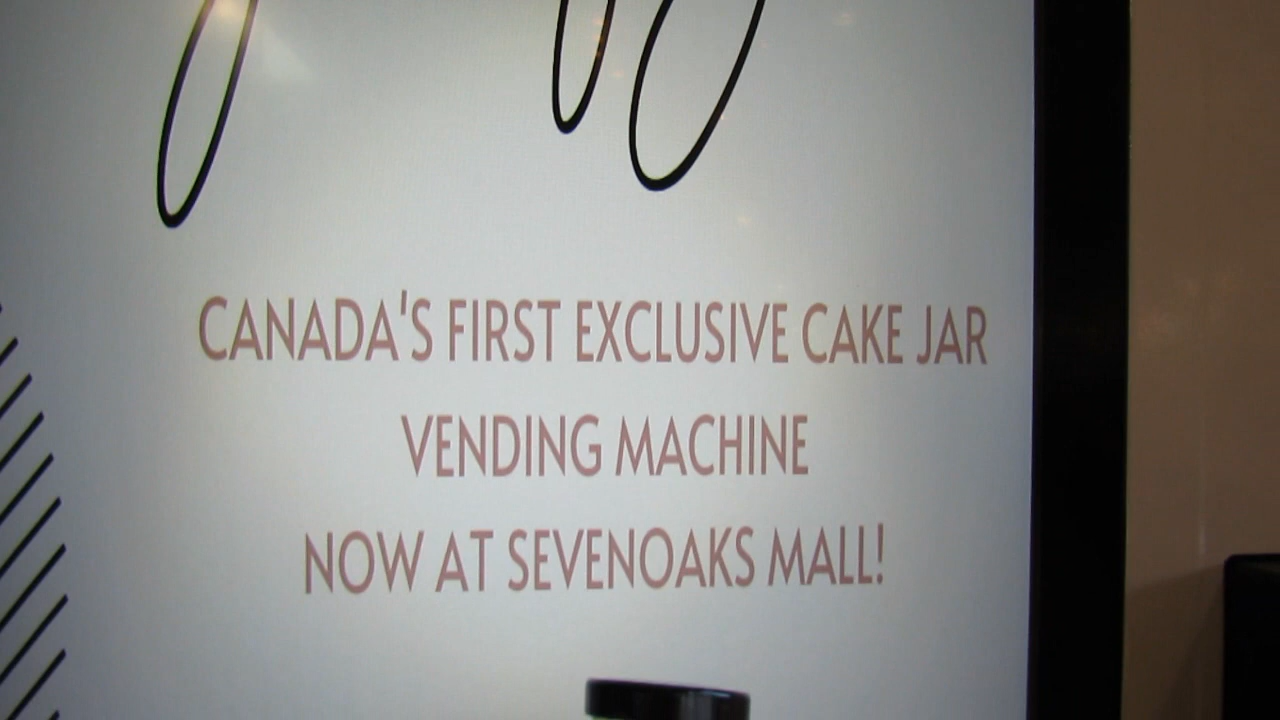 CANADA'S FIRST EXCLUSIVE CAKE JAR
VENDING MACHINE
NOW AT SEVENOAKS MALL!